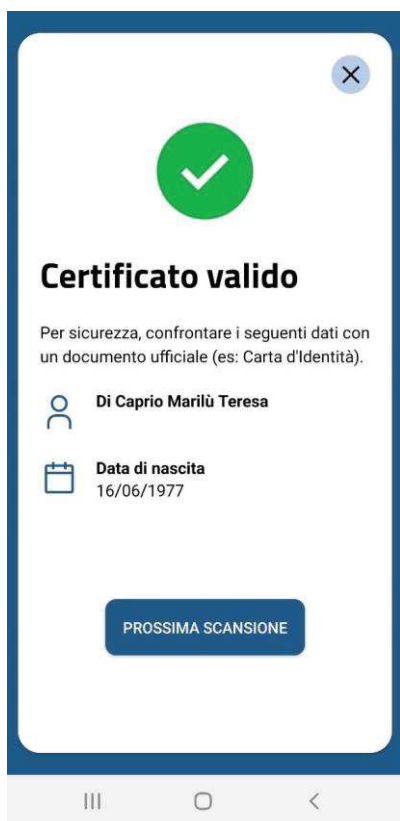 Certificato valido
Per sicurezza, confrontare i seguenti dati con
un documento ufficiale (es: Carta d'Identità).
Di Caprio Marilù Teresa
Data di nascita
16/06/1977
PROSSIMA SCANSIONE